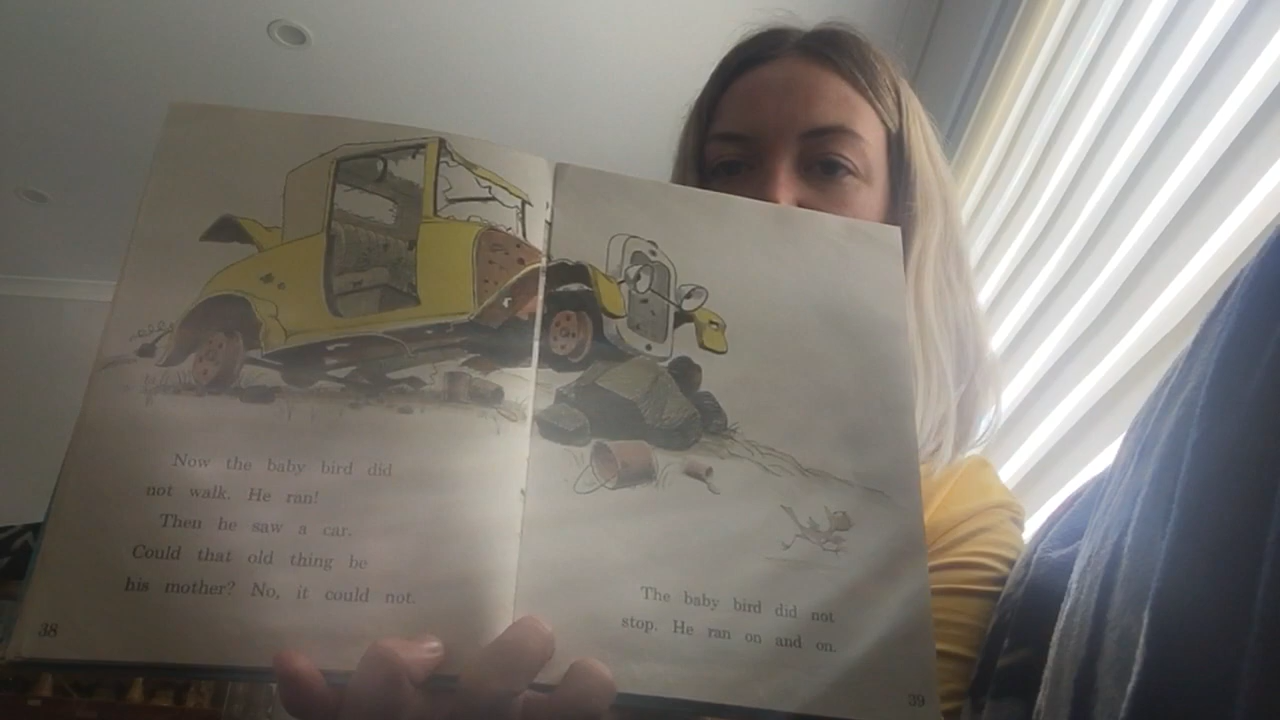 Now the baby bird did
not walk. He ran!
Then he saw a car.
Could that old thing be
his mother? No, it could not.
38
The baby bird did not
stop. He ran on and on.
39